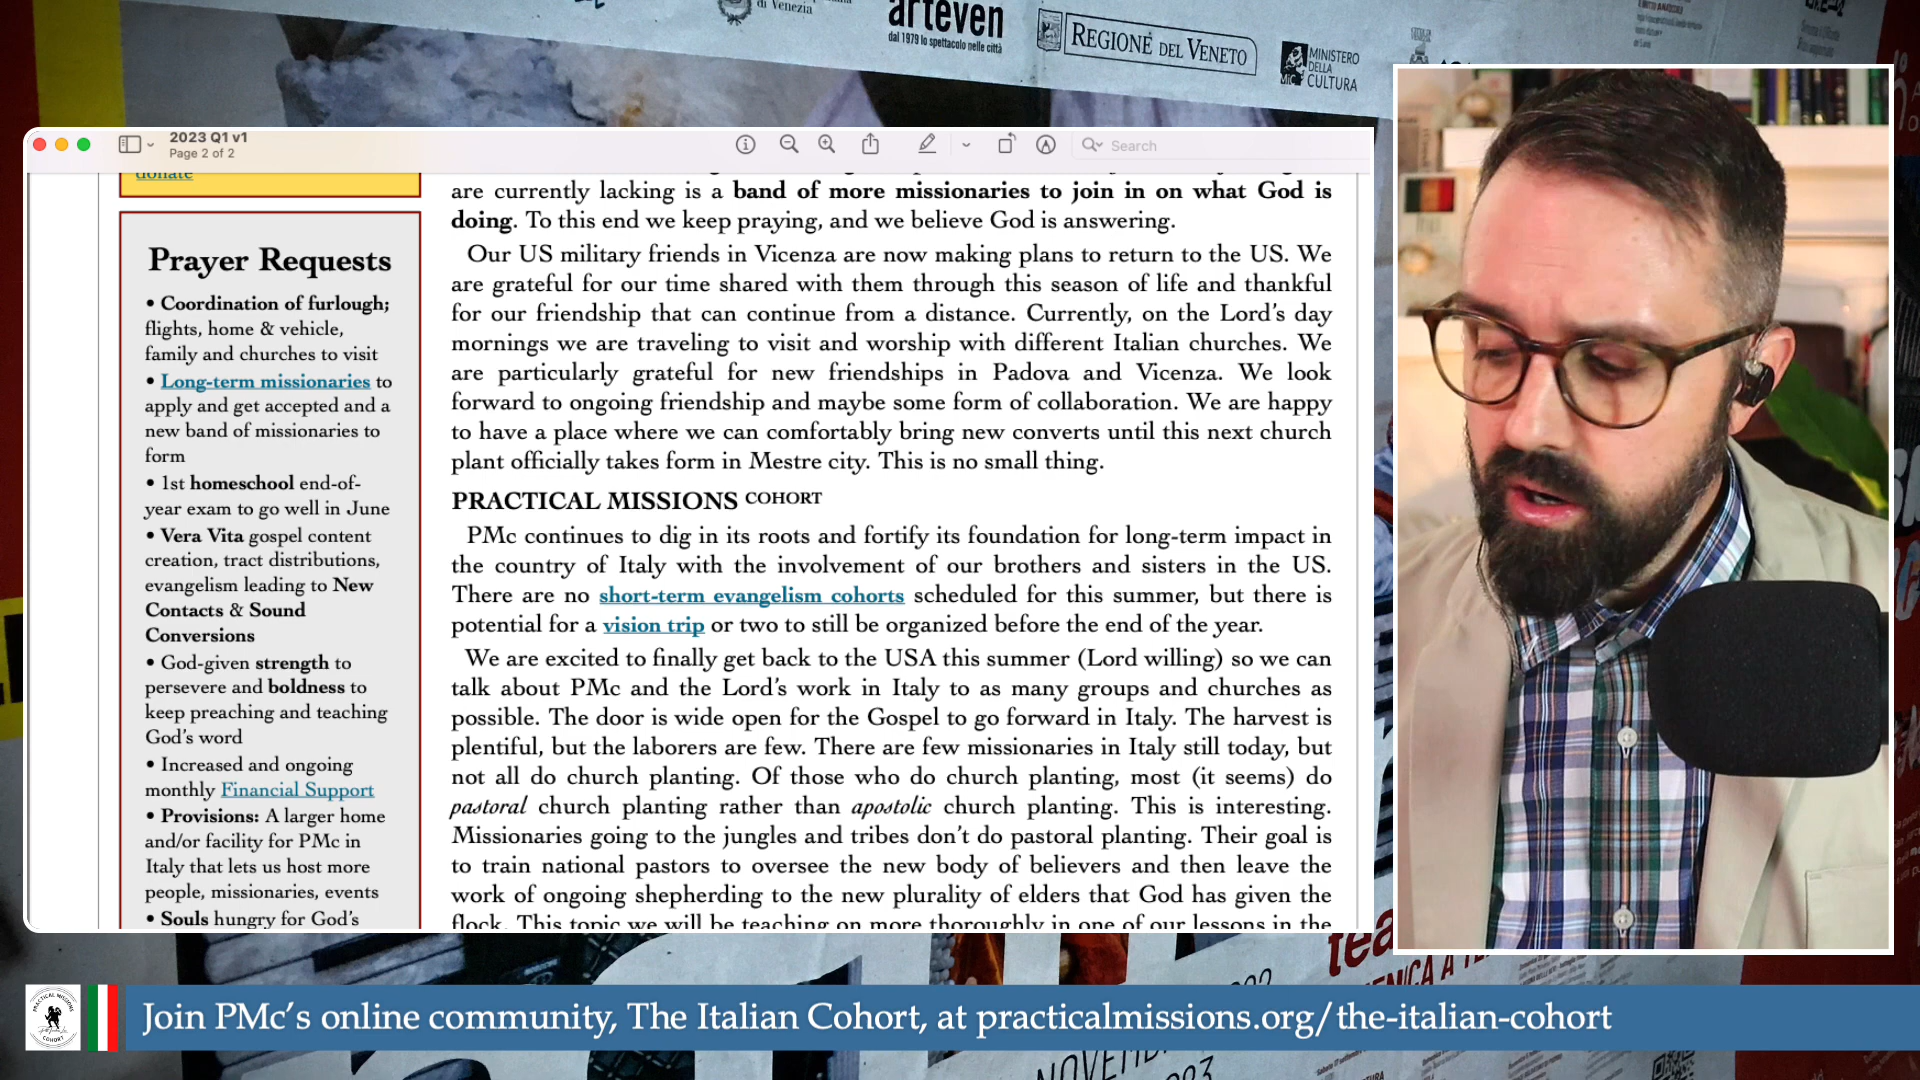 di Venezia
arteven
dal 1979 lo spettacolo nelle città
REGIONE DEL VENETO
MiC
MINISTERO
DELLA
CULTURA
2023 Q1 v1
Page 2 of 2
Search
donate
Prayer Requests
• Coordination of furlough;
flights, home & vehicle,
family and churches to visit
• Long-term missionaries to
apply and get accepted and a
new band of missionaries to
form
• 1st homeschool end-of-
year exam to go well in June
• Vera Vita gospel content
creation, tract distributions,
evangelism leading to New
Contacts & Sound
Conversions
• God-given strength to
persevere and boldness to
keep preaching and teaching
God's word
• Increased and ongoing
monthly Financial Support
• Provisions: A larger home
and/or facility for PMc in
Italy that lets us host more
people, missionaries, events
• Souls hungry for God's
are currently lacking is a band of more missionaries to join in on what God is
doing. To this end we keep praying, and we believe God is answering.
Our US military friends in Vicenza are now making plans to return to the US. We
are grateful for our time shared with them through this season of life and thankful
for our friendship that can continue from a distance. Currently, on the Lord's day
mornings we are traveling to visit and worship with different Italian churches. We
are particularly grateful for new friendships in Padova and Vicenza. We look
forward to ongoing friendship and maybe some form of collaboration. We are happy
to have a place where we can comfortably bring new converts until this next church
plant officially takes form in Mestre city. This is no small thing.
PRACTICAL MISSIONS COHORT
PMc continues to dig in its roots and fortify its foundation for long-term impact in
the country of Italy with the involvement of our brothers and sisters in the US.
There are no short-term evangelism cohorts scheduled for this summer, but there is
potential for a vision trip or two to still be organized before the end of the year.
We are excited to finally get back to the USA this summer (Lord willing) so we can
talk about PMc and the Lord's work in Italy to as many groups and churches as
possible. The door is wide open for the Gospel to go forward in Italy. The harvest is
plentiful, but the laborers are few. There are few missionaries in Italy still today, but
not all do church planting. Of those who do church planting, most (it seems) do
pastoral church planting rather than apostolic church planting. This is interesting.
Missionaries going to the jungles and tribes don't do pastoral planting. Their goal is
to train national pastors to oversee the new body of believers and then leave the
work of ongoing shepherding to the new plurality of elders that God has given the
flock. This topic we will be teaching on more thoroughly in one of our lessons in the
PRACTICAL MISSIONS
COHORT
Join PMc's online community, The Italian Cohort, at practicalmissions.org/the-italian-cohort